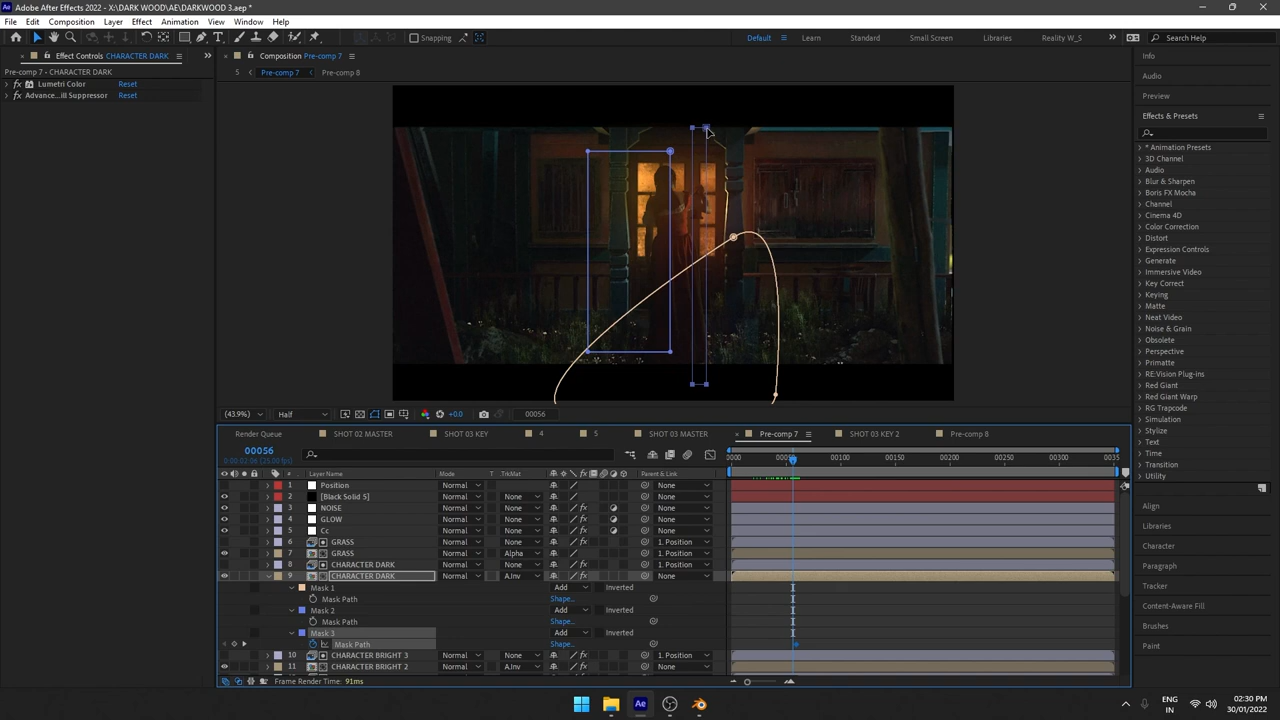 Adobe After Effects 2022 - X:\DARK WOOD\AE\DARKWOOD 3.aep *
File Edit Composition Layer Effect Animation View Window Help
Snapping
Default Learn Standard Small Screen Libraries Reality W_S
Search Help
Effect Controls CHARACTER DARK
Pre-comp 7 · CHARACTER DARK
fx Lumetri Color Reset
fx Advance...ill Suppressor Reset
Composition Pre-comp 7
5 Pre-comp 7 Pre-comp 8
(43.9%) Half +0.0 00056
Info
Audio
Preview
Effects & Presets
* Animation Presets
3D Channel
Audio
Blur & Sharpen
Boris FX Mocha
Channel
Cinema 4D
Color Correction
Distort
Expression Controls
Generate
Immersive Video
Key Correct
Keying
Matte
Neat Video
Noise & Grain
Obsolete
Perspective
Primatte
RE:Vision Plug-ins
Red Giant
Red Giant Warp
RG Trapcode
Simulation
Stylize
Text
Time
Transition
Utility
Align
Libraries
Character
Paragraph
Tracker
Content-Aware Fill
Brushes
Paint
Render Queue SHOT 02 MASTER SHOT 03 KEY 4 5 SHOT 03 MASTER Pre-comp 7 SHOT 03 KEY 2 Pre-comp 8
00056
0:00:02:06 (25.00 fps)
0000 00050 00100 00150 00200 00250 00300 0035
# Layer Name Mode T TrkMat Parent & Link
1 Position Normal None
2 [Black Solid 5] Normal None None
3 NOISE Normal None None
4 GLOW Normal None None
5 Cc Normal None None
6 GRASS Normal None 1. Position
7 GRASS Normal Alpha None
8 CHARACTER DARK Normal None 1. Position
9 CHARACTER DARK Normal A.Inv None
Mask 1 Add Inverted
Mask Path Shape...
Mask 2 Add Inverted
Mask Path Shape...
Mask 3 Add Inverted
Mask Path Shape...
10 CHARACTER BRIGHT 3 Normal None 1. Position
11 CHARACTER BRIGHT 2 Normal A.Inv None
Frame Render Time: 91ms
ENG
IN
02:30 PM
30/01/2022